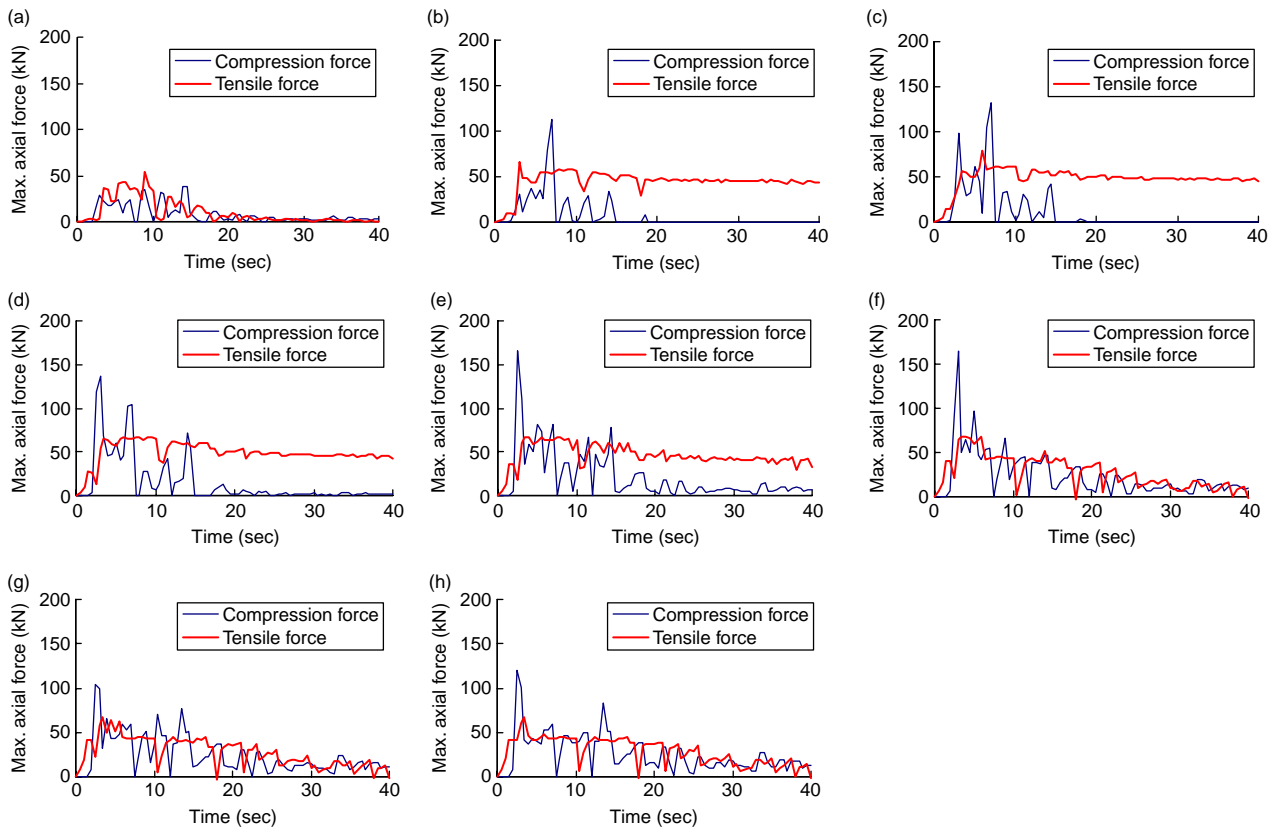 (a)
Max. axial force (kN)
200
150
100
50
0
Compression force
Tensile force
0 10 20 30 40
Time (sec)
(b)
Max. axial force (kN)
200
150
100
50
0
Compression force
Tensile force
0 10 20 30 40
Time (sec)
(c)
Max. axial force (kN)
200
150
100
50
0
Compression force
Tensile force
0 10 20 30 40
Time (sec)
(d)
Max. axial force (kN)
200
150
100
50
0
Compression force
Tensile force
0 10 20 30 40
Time (sec)
(e)
Max. axial force (kN)
200
150
100
50
0
Compression force
Tensile force
0 10 20 30 40
Time (sec)
(f)
Max. axial force (kN)
200
150
100
50
0
Compression force
Tensile force
0 10 20 30 40
Time (sec)
(g)
Max. axial force (kN)
200
150
100
50
0
Compression force
Tensile force
0 10 20 30 40
Time (sec)
(h)
Max. axial force (kN)
200
150
100
50
0
Compression force
Tensile force
0 10 20 30 40
Time (sec)